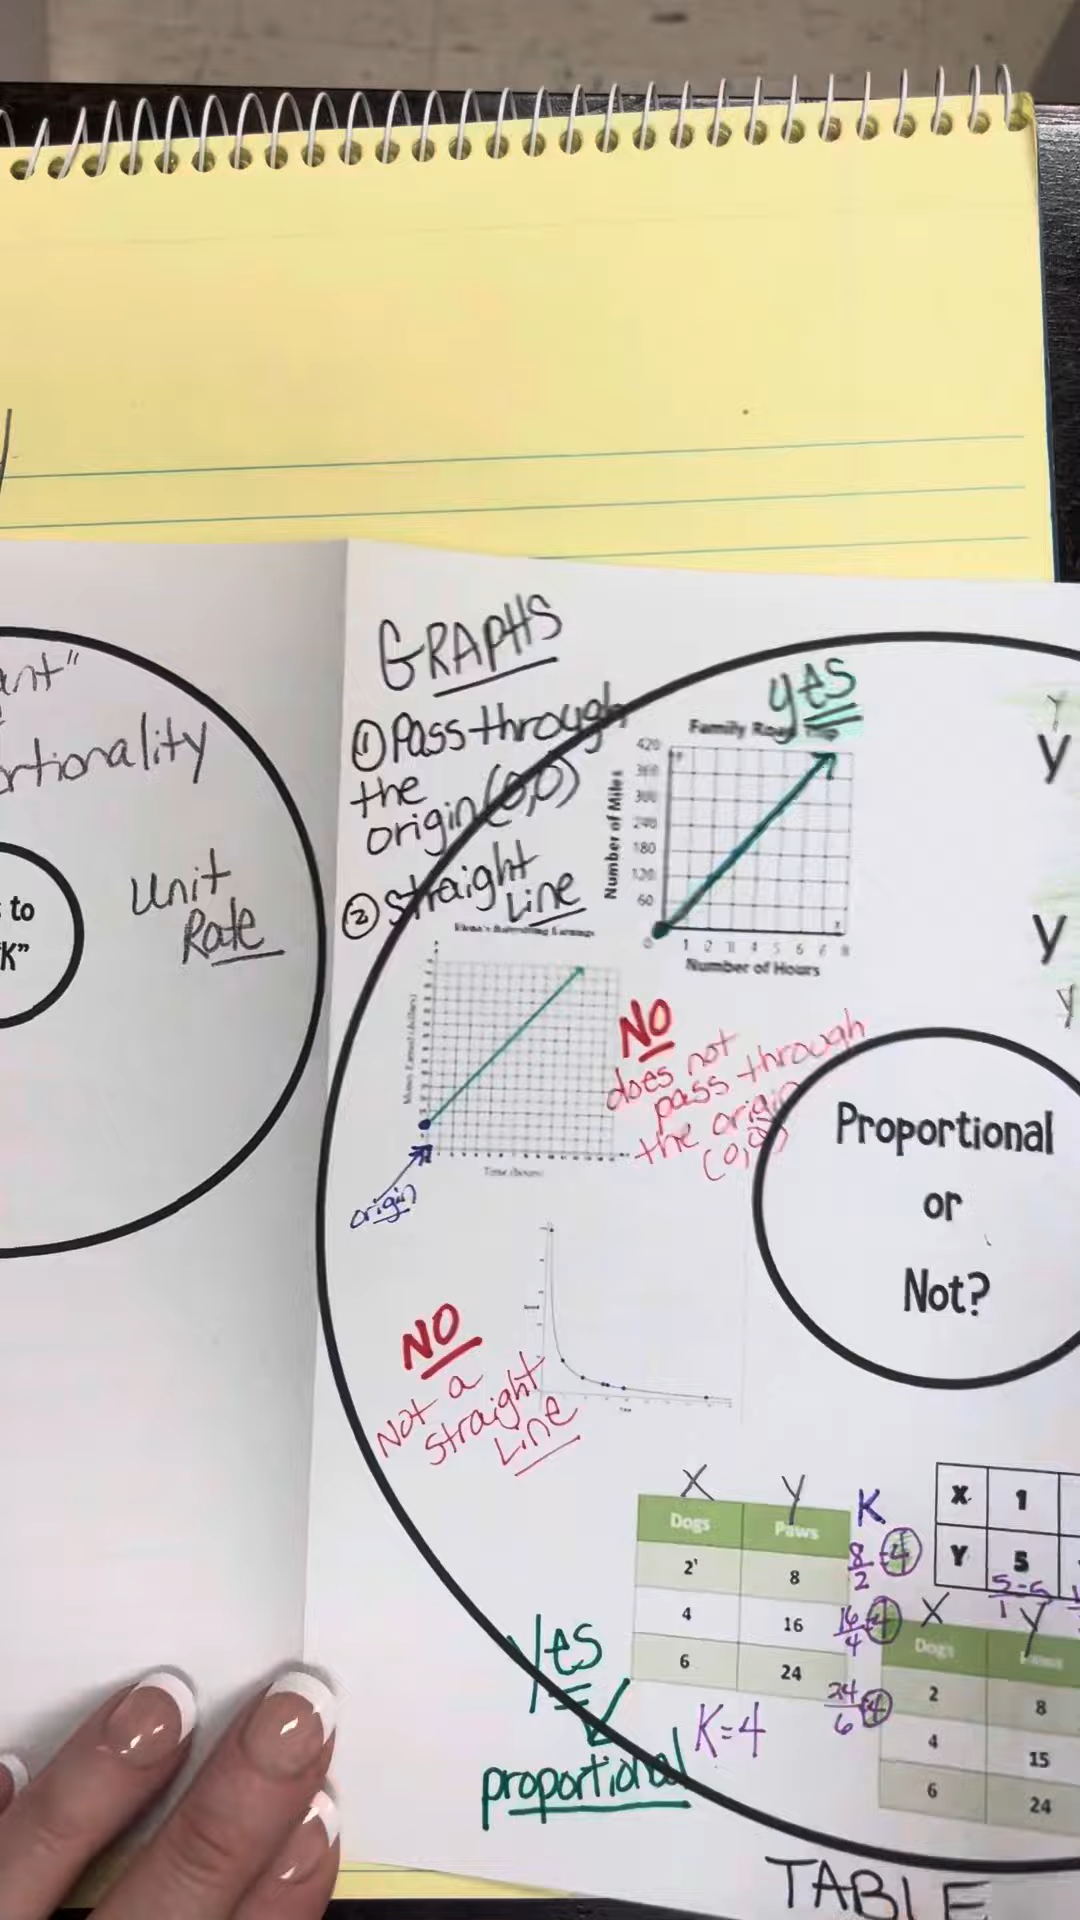 ant"
rtionality
Unit
Rate
to
K"
GRAPHS
① Pass through
the
origin (0,0)
② Straight
Line
yes
Family Road Trip
Number of Miles
420
360
300
240
180
120
60
0
1 2 3 4 5 6 7 8
Number of Hours
Money Earned (dollars)
Time (hours)
origin
NO
does not
pass through
the origin
(0,0)
Y
y
y
y
Proportional
or
Not?
NO
Not a
straight
Line
X Y
Dogs Paws
2' 8
4 16
6 24
K
8/2 = 4
16/4 = 4
24/6 = 4
K=4
Yes
proportional
X 1
Y 5
X Y
Dogs Paws
2 8
4 15
6 24
TABLE